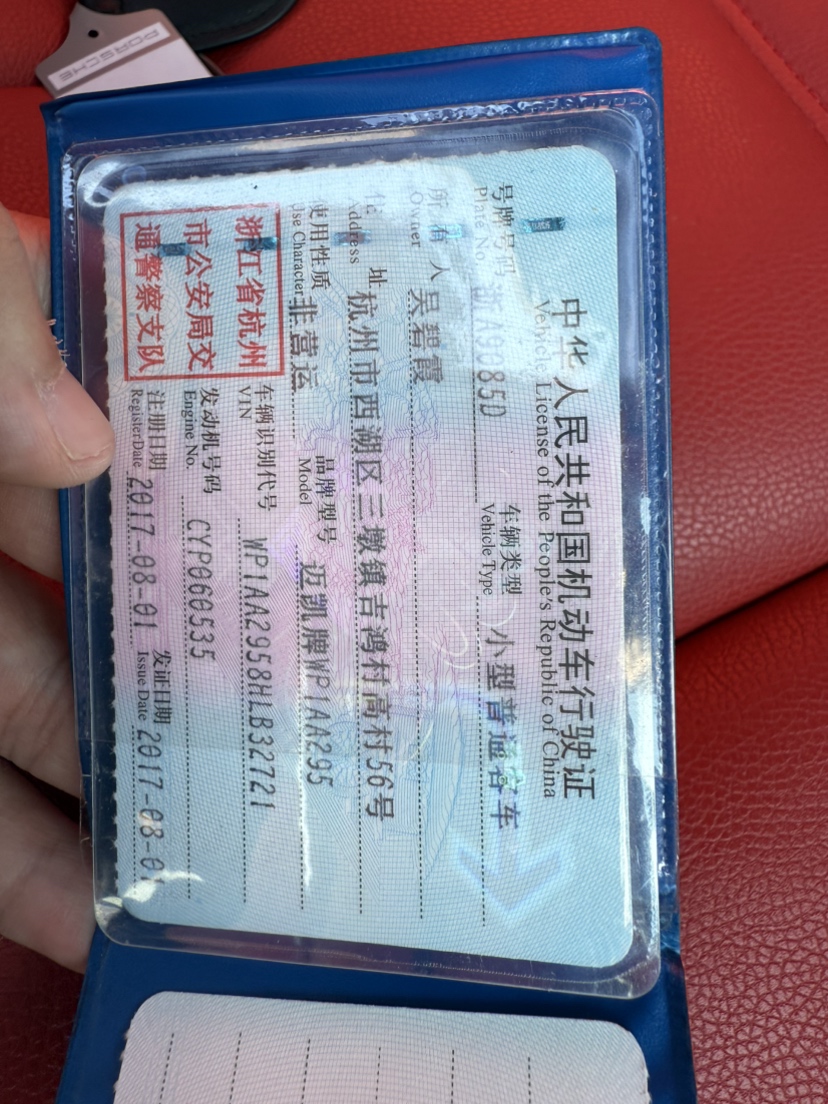 PORSCHE
中华人民共和国机动车行驶证
Vehicle License of the People's Republic of China
号牌号码
Plate No.
车辆类型 小型普通客车
Vehicle Type
所有人 吴碧霞
Owner
住址 杭州市西湖区三墩镇吉鸿村高村56号
Address
使用性质 非营运
Use Character
品牌型号 迈凯牌WP1AA295
Model
浙江省杭州
市公安局交
通警察支队
车辆识别代号 WP1AA2958HLB32721
VIN
发动机号码 CYP060535
Engine No.
注册日期 2017-08-01
Register Date
发证日期 2017-08-01
Issue Date